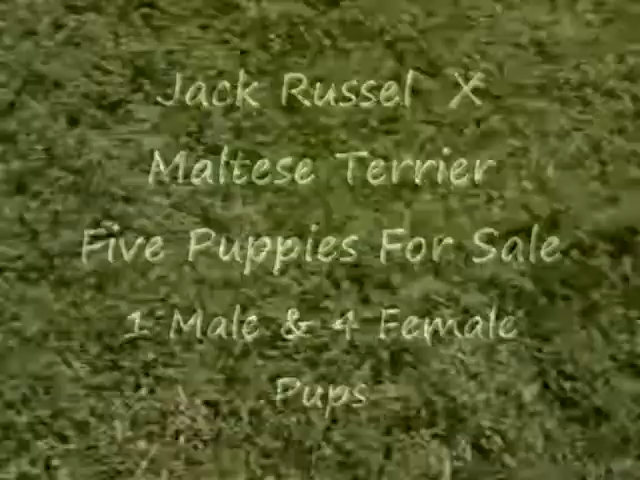 Jack Russel X
Maltese Terrier
Five Puppies For Sale
1 Male & 4 Female
Pups